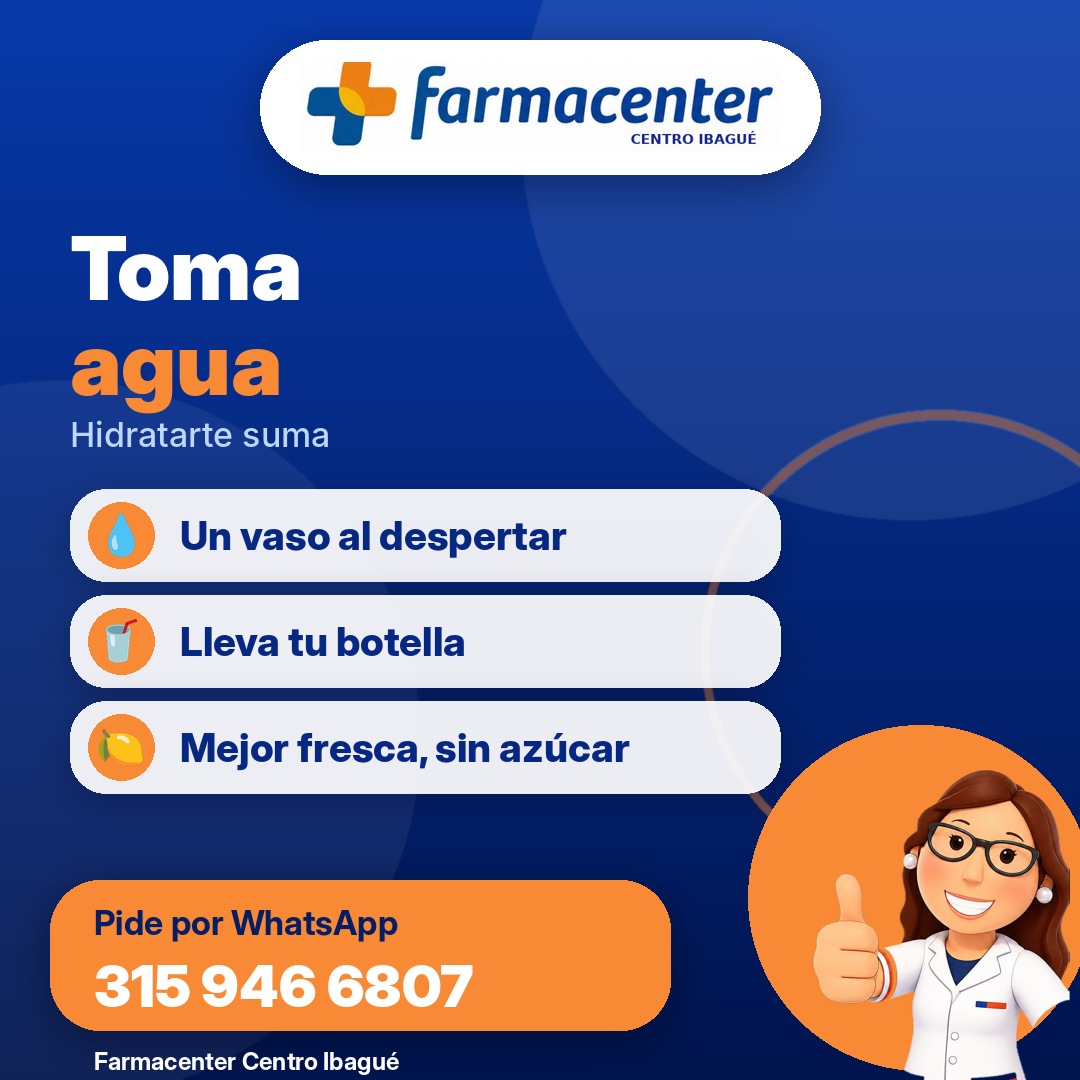 farmacenter
CENTRO IBAGUÉ
Toma
agua
Hidratarte suma
Un vaso al despertar
Lleva tu botella
Mejor fresca, sin azúcar
Pide por WhatsApp
315 946 6807
Farmacenter Centro Ibagué